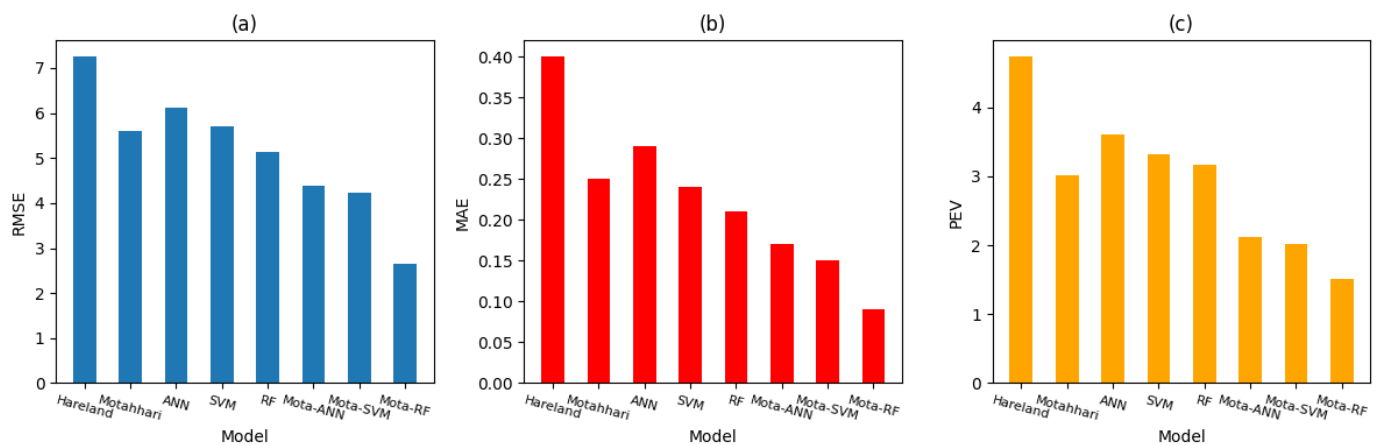 (a)
RMSE
7
6
5
4
3
2
1
0
Hareland Motahhari ANN SVM RF Mota-ANN Mota-SVM Mota-RF
Model
(b)
MAE
0.40
0.35
0.30
0.25
0.20
0.15
0.10
0.05
0.00
Hareland Motahhari ANN SVM RF Mota-ANN Mota-SVM Mota-RF
Model
(c)
PEV
4
3
2
1
0
Hareland Motahhari ANN SVM RF Mota-ANN Mota-SVM Mota-RF
Model